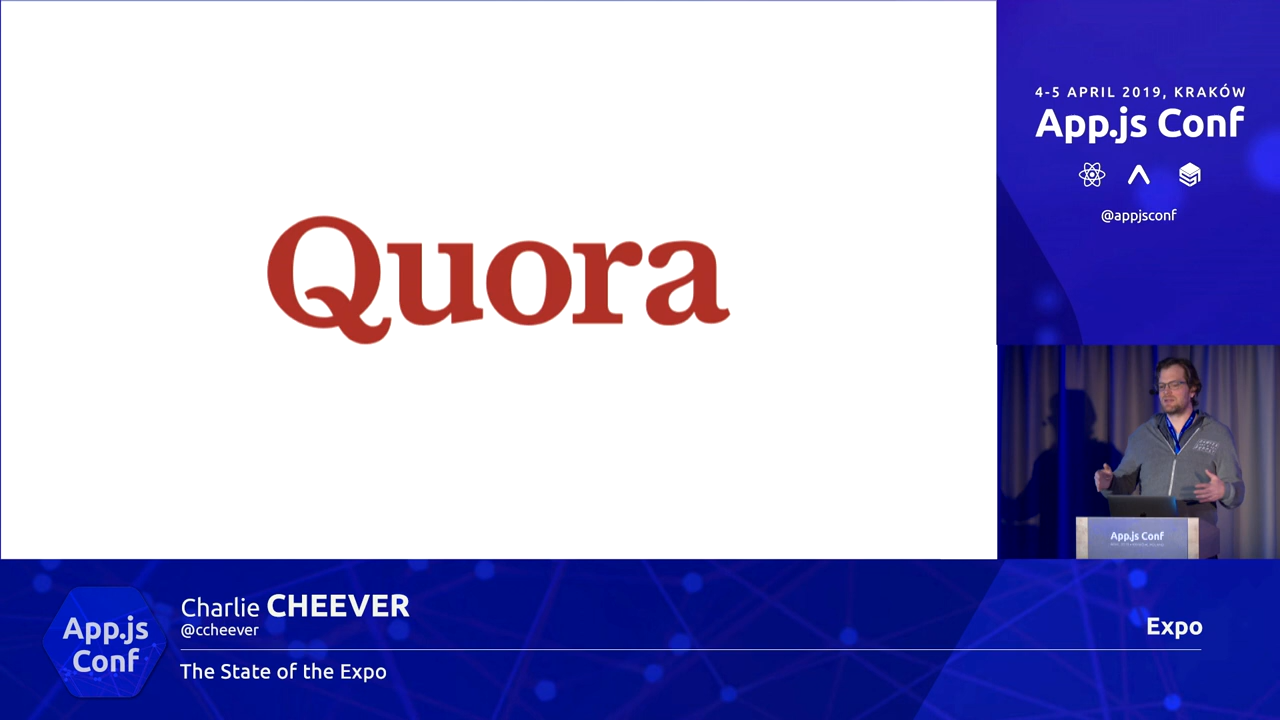 Quora
4-5 APRIL 2019, KRAKÓW
App.js Conf
@appjsconf
App.js Conf
App.js
Conf
Charlie CHEEVER
@ccheever
The State of the Expo
Expo